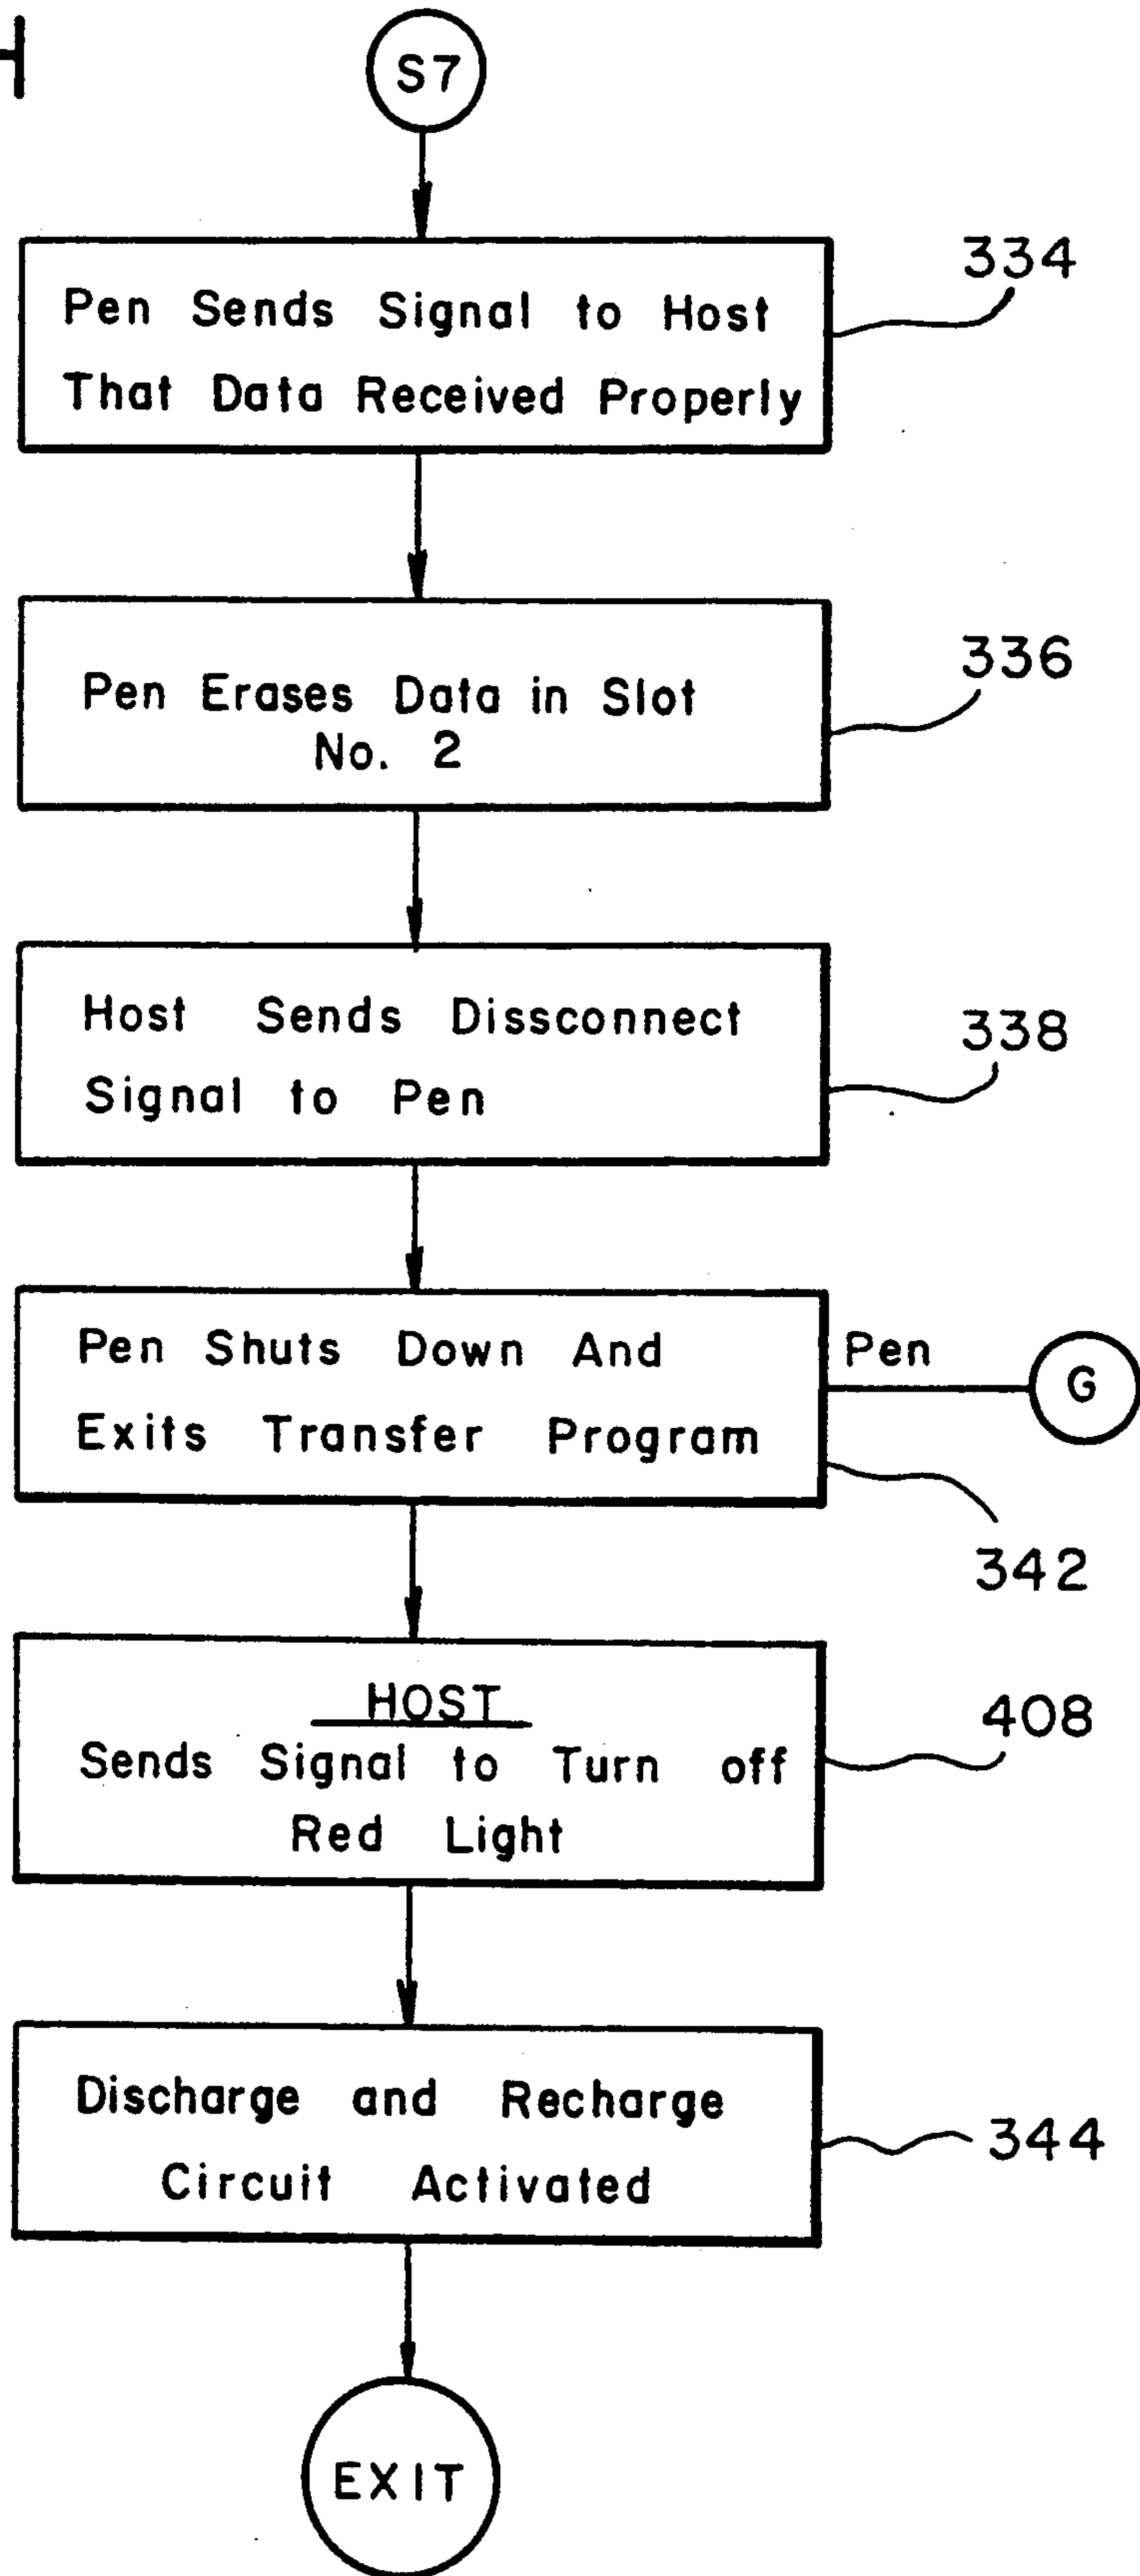 S7
Pen Sends Signal to Host
That Data Received Properly
334
Pen Erases Data in Slot
No. 2
336
Host Sends Dissconnect
Signal to Pen
338
Pen Shuts Down And
Exits Transfer Program
Pen
G
342
HOST
Sends Signal to Turn off
Red Light
408
Discharge and Recharge
Circuit Activated
344
EXIT